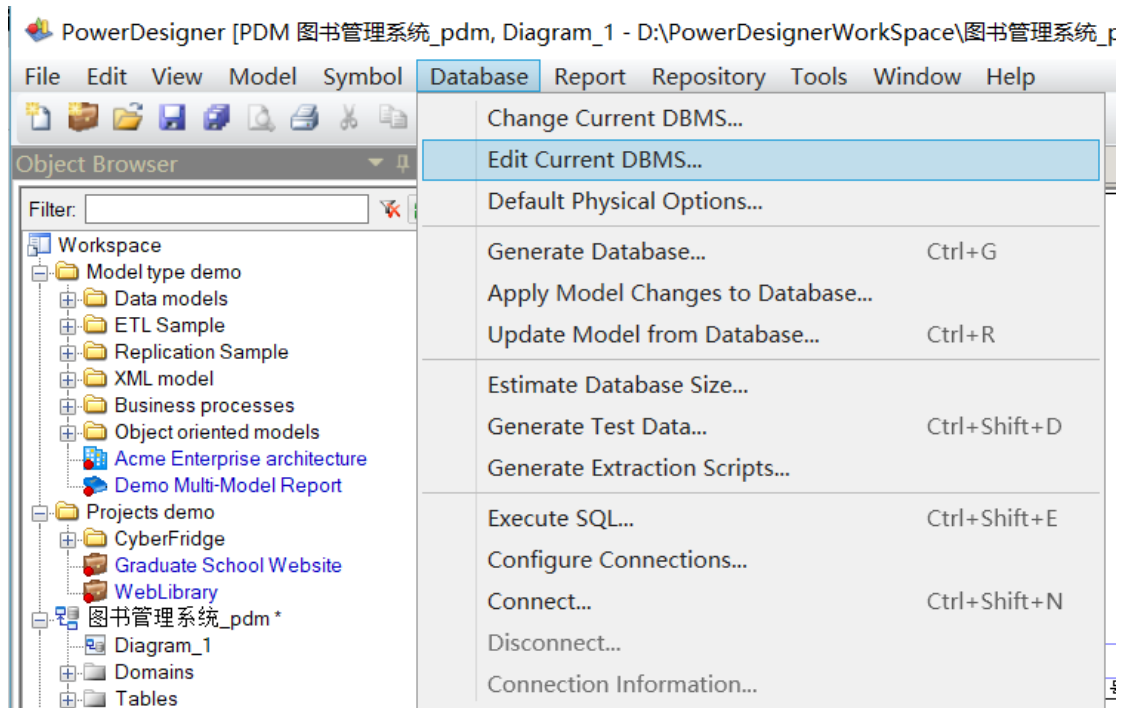 PowerDesigner [PDM 图书管理系统_pdm, Diagram_1 - D:\PowerDesignerWorkSpace\图书管理系统_p
File Edit View Model Symbol Database Report Repository Tools Window Help
Object Browser
Filter:
Workspace
Model type demo
Data models
ETL Sample
Replication Sample
XML model
Business processes
Object oriented models
Acme Enterprise architecture
Demo Multi-Model Report
Projects demo
CyberFridge
Graduate School Website
WebLibrary
图书管理系统_pdm *
Diagram_1
Domains
Tables
Change Current DBMS...
Edit Current DBMS...
Default Physical Options...
Generate Database... Ctrl+G
Apply Model Changes to Database...
Update Model from Database... Ctrl+R
Estimate Database Size...
Generate Test Data... Ctrl+Shift+D
Generate Extraction Scripts...
Execute SQL... Ctrl+Shift+E
Configure Connections...
Connect... Ctrl+Shift+N
Disconnect...
Connection Information...